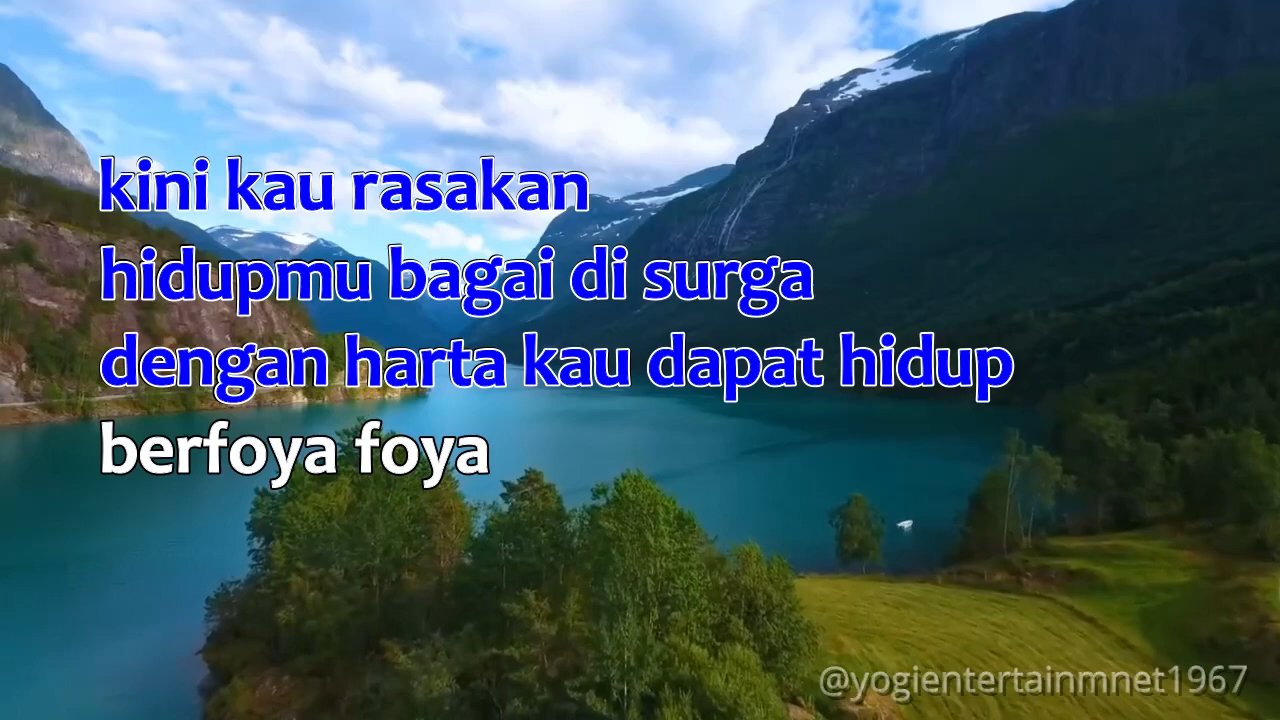 kini kau rasakan
hidupmu bagai di surga
dengan harta kau dapat hidup
berfoya foya
@yogientertainmnet1967